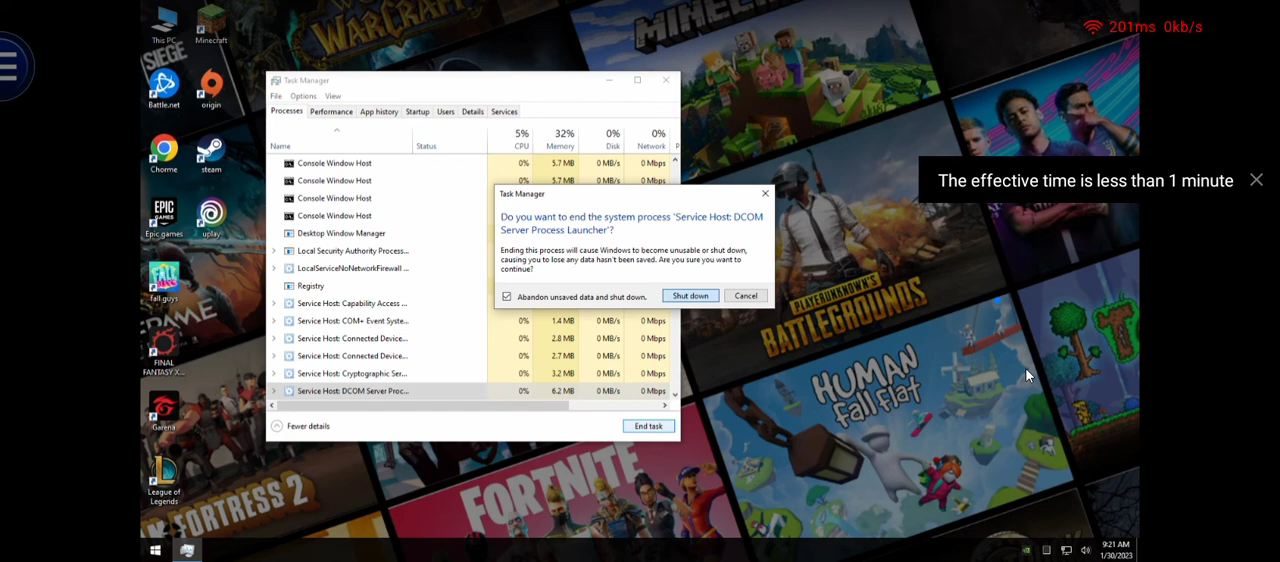 WARCRAFT
MINECRAFT
201ms 0kb/s
This PC
Minecraft
SIEGE
Battle.net
origin
Chorme
steam
EPIC
GAMES
Epic games
uplay
FALL
GUYS
fall guys
FINAL
FANTASY X...
Garena
League of
Legends
Task Manager
File Options View
Processes Performance App history Startup Users Details Services
5% 32% 0% 0%
Name Status CPU Memory Disk Network P
Console Window Host 0% 5.7 MB 0 MB/s 0 Mbps
Console Window Host 0% 5.7 MB 0 MB/s 0 Mbps
Console Window Host
Console Window Host
Desktop Window Manager
Local Security Authority Process...
LocalServiceNoNetworkFirewall ...
Registry
Service Host: Capability Access ...
Service Host: COM+ Event Syste... 0% 1.4 MB 0 MB/s 0 Mbps
Service Host: Connected Device... 0% 2.8 MB 0 MB/s 0 Mbps
Service Host: Connected Device... 0% 2.7 MB 0 MB/s 0 Mbps
Service Host: Cryptographic Ser... 0% 3.2 MB 0 MB/s 0 Mbps
Service Host: DCOM Server Proc... 0% 6.2 MB 0 MB/s 0 Mbps
Fewer details
End task
Task Manager
Do you want to end the system process 'Service Host: DCOM
Server Process Launcher'?
Ending this process will cause Windows to become unusable or shut down,
causing you to lose any data hasn't been saved. Are you sure you want to
continue?
Abandon unsaved data and shut down.
Shut down
Cancel
The effective time is less than 1 minute
PLAYERUNKNOWN'S
BATTLEGROUNDS
HUMAN
fall flat
FORTRESS 2
FORTNITE
9:21 AM
1/30/2023